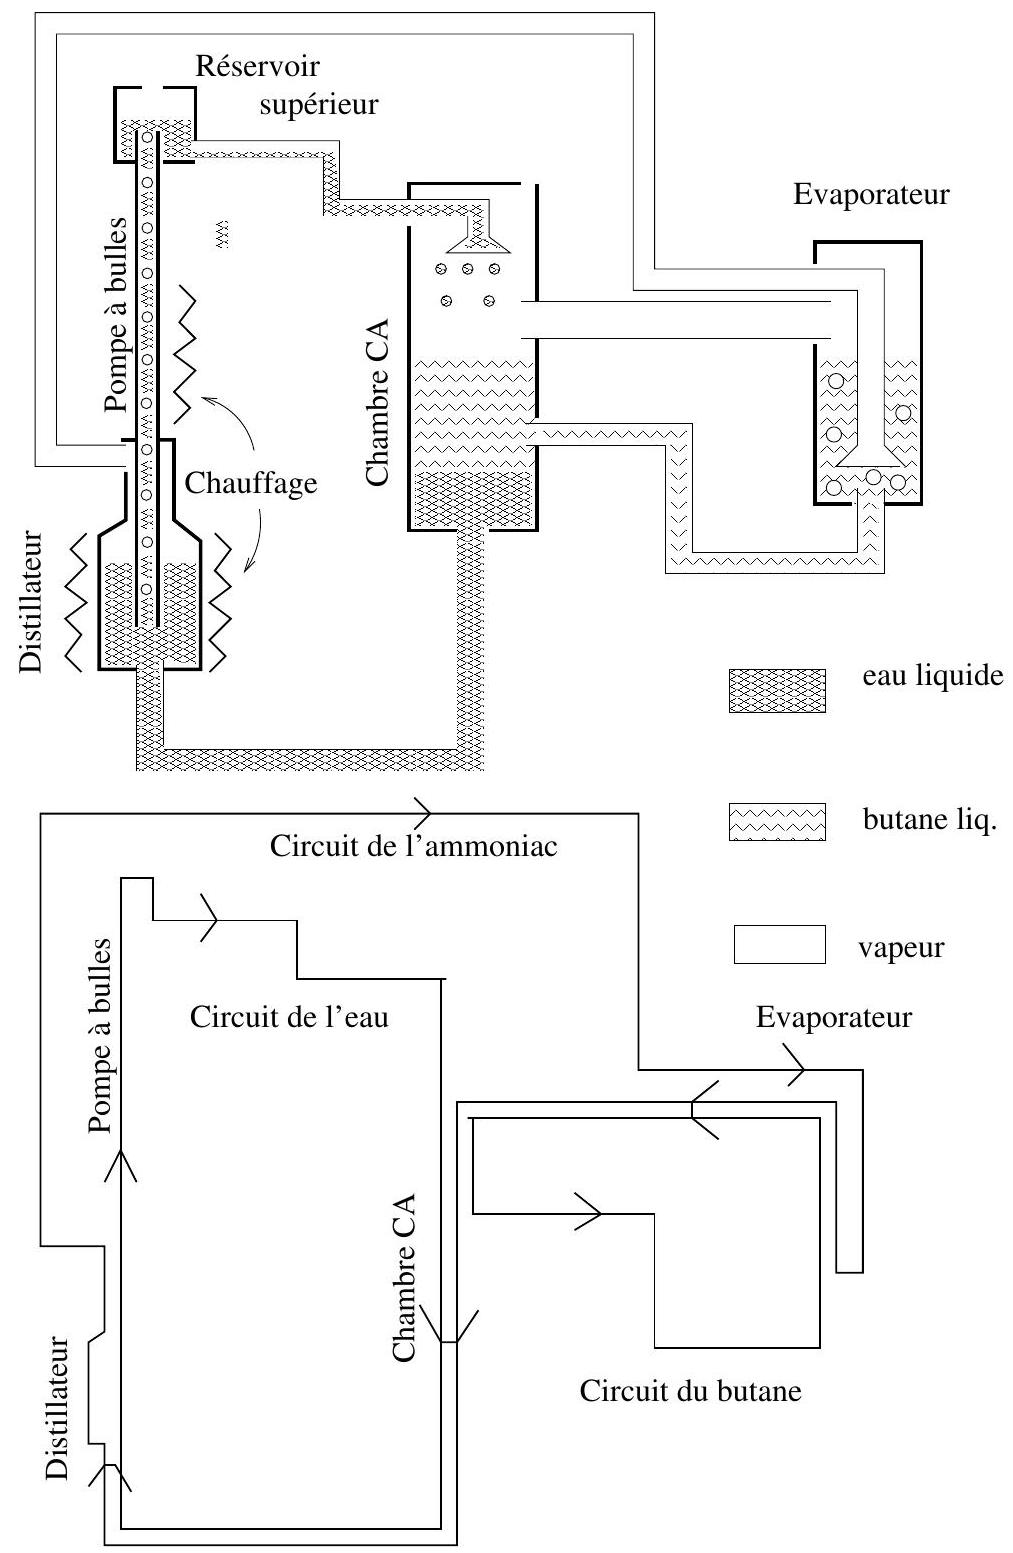 Réservoir
supérieur
Evaporateur
Pompe à bulles
Chambre CA
Chauffage
Distillateur
eau liquide
butane liq.
vapeur
Circuit de l'ammoniac
Pompe à bulles
Circuit de l'eau
Evaporateur
Chambre CA
Distillateur
Circuit du butane